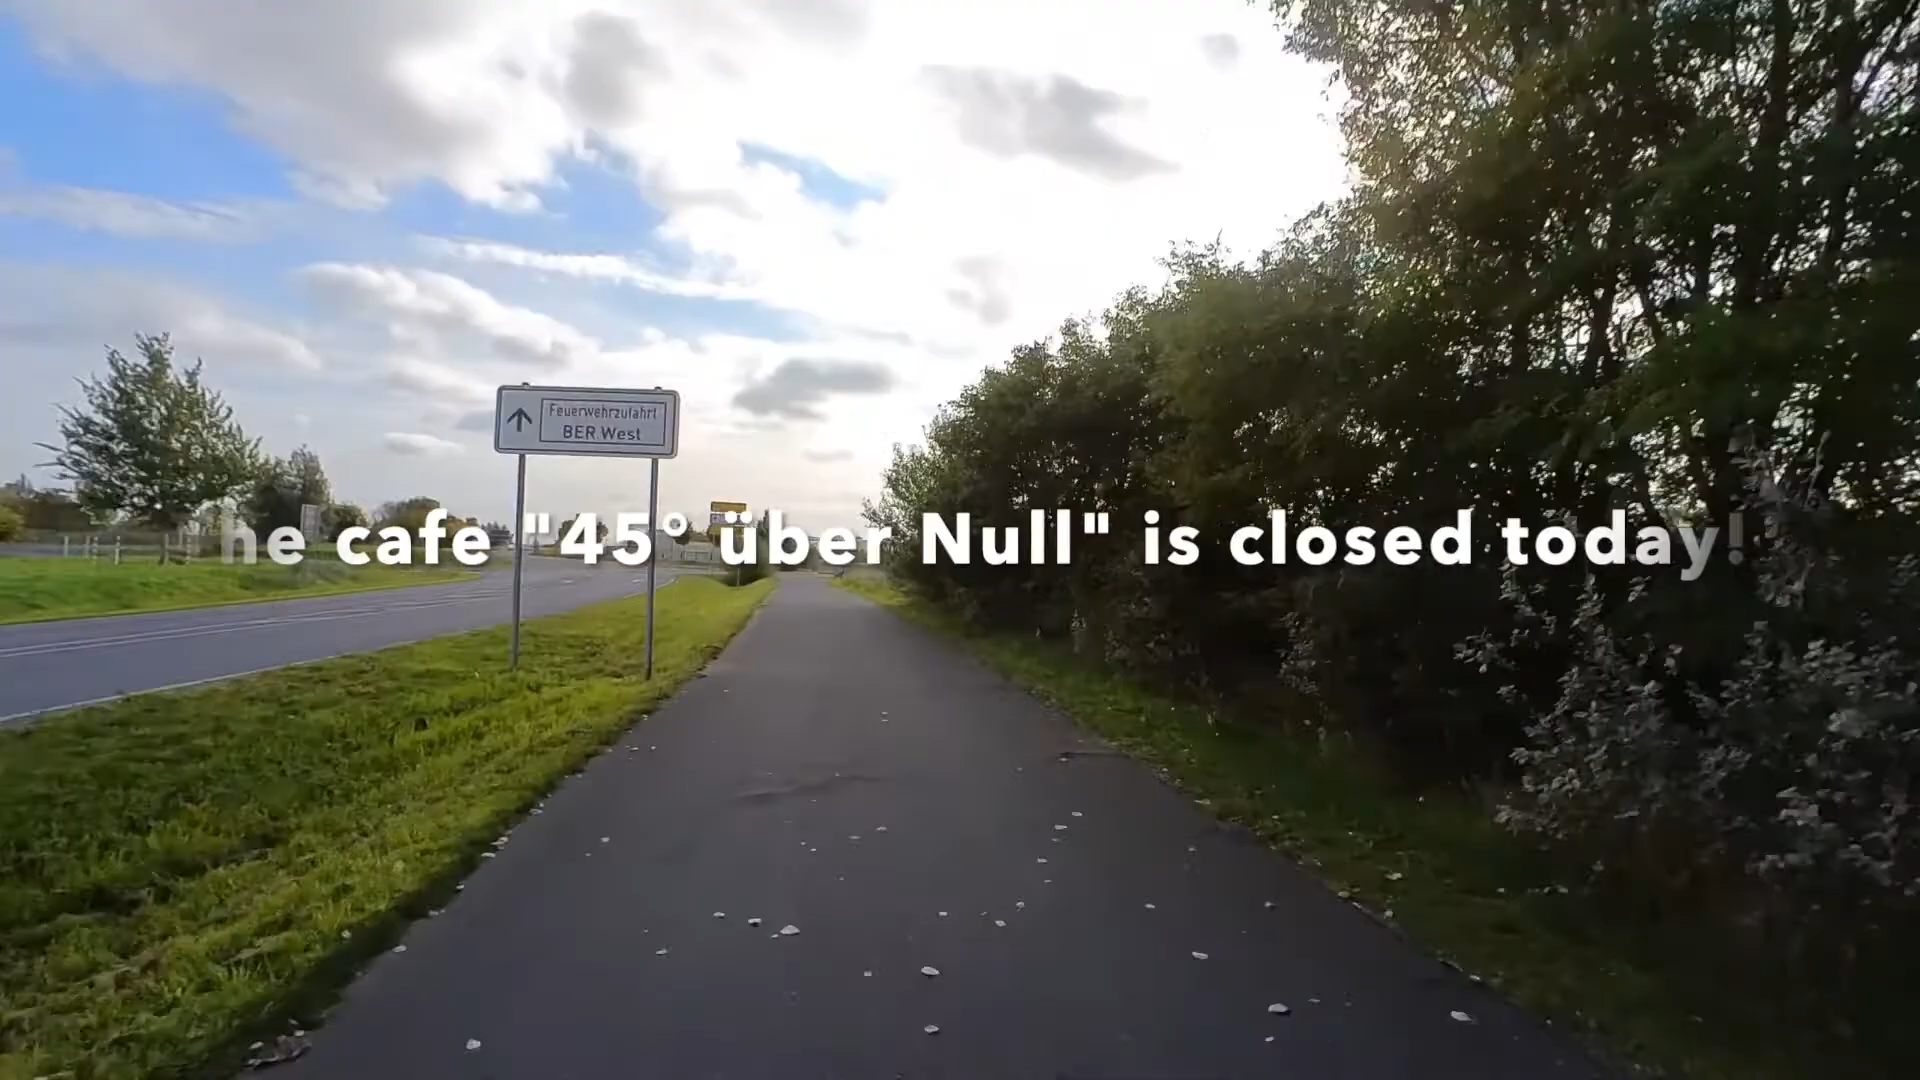 Feuerwehrzufahrt
BER West
he cafe "45° über Null" is closed today!